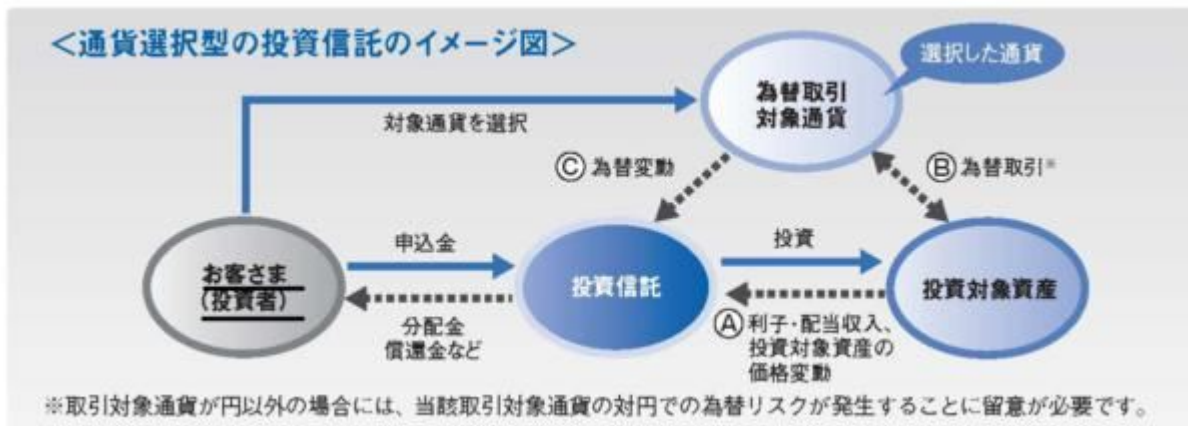 ＜通貨選択型の投資信託のイメージ図＞
選択した通貨
為替取引
対象通貨
対象通貨を選択
Ⓒ 為替変動
Ⓑ 為替取引※
申込金
投資
お客さま
(投資者)
投資信託
投資対象資産
分配金
償還金など
Ⓐ 利子・配当収入、
投資対象資産の
価格変動
※取引対象通貨が円以外の場合には、当該取引対象通貨の対円での為替リスクが発生することに留意が必要です。